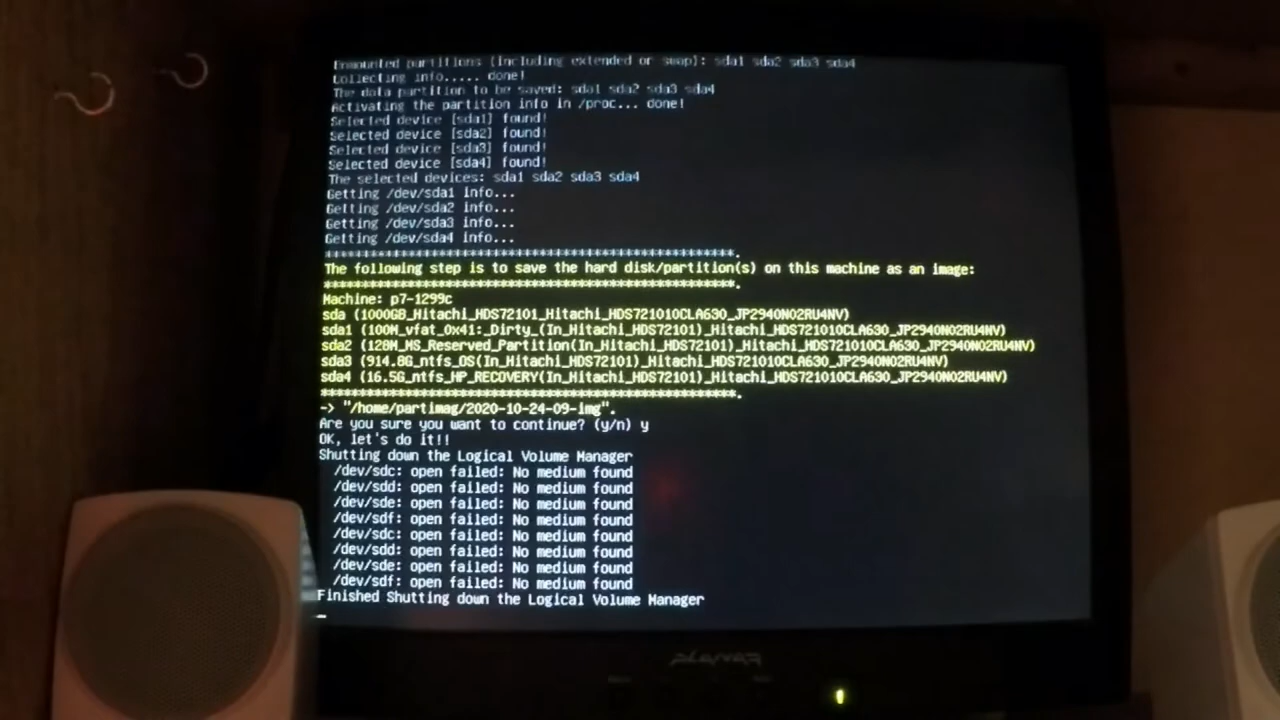 Unmounted partitions (including extended or swap): sda1 sda2 sda3 sda4
Collecting info..... done!
The data partition to be saved: sda1 sda2 sda3 sda4
Activating the partition info in /proc... done!
Selected device [sda1] found!
Selected device [sda2] found!
Selected device [sda3] found!
Selected device [sda4] found!
The selected devices: sda1 sda2 sda3 sda4
Getting /dev/sda1 info...
Getting /dev/sda2 info...
Getting /dev/sda3 info...
Getting /dev/sda4 info...
*****************************************************.
The following step is to save the hard disk/partition(s) on this machine as an image:
*****************************************************.
Machine: p7-1299c
sda (1000GB_Hitachi_HDS72101_Hitachi_HDS721010CLA630_JP2940N02RU4NV)
sda1 (100M_vfat_0x41:_Dirty_(In_Hitachi_HDS72101)_Hitachi_HDS721010CLA630_JP2940N02RU4NV)
sda2 (128M_MS_Reserved_Partition(In_Hitachi_HDS72101)_Hitachi_HDS721010CLA630_JP2940N02RU4NV)
sda3 (914.8G_ntfs_OS(In_Hitachi_HDS72101)_Hitachi_HDS721010CLA630_JP2940N02RU4NV)
sda4 (16.5G_ntfs_HP_RECOVERY(In_Hitachi_HDS72101)_Hitachi_HDS721010CLA630_JP2940N02RU4NV)
*****************************************************.
-> "/home/partimag/2020-10-24-09-img".
Are you sure you want to continue? (y/n) y
OK, let's do it!!
Shutting down the Logical Volume Manager
/dev/sdc: open failed: No medium found
/dev/sdd: open failed: No medium found
/dev/sde: open failed: No medium found
/dev/sdf: open failed: No medium found
/dev/sdc: open failed: No medium found
/dev/sdd: open failed: No medium found
/dev/sde: open failed: No medium found
/dev/sdf: open failed: No medium found
Finished Shutting down the Logical Volume Manager